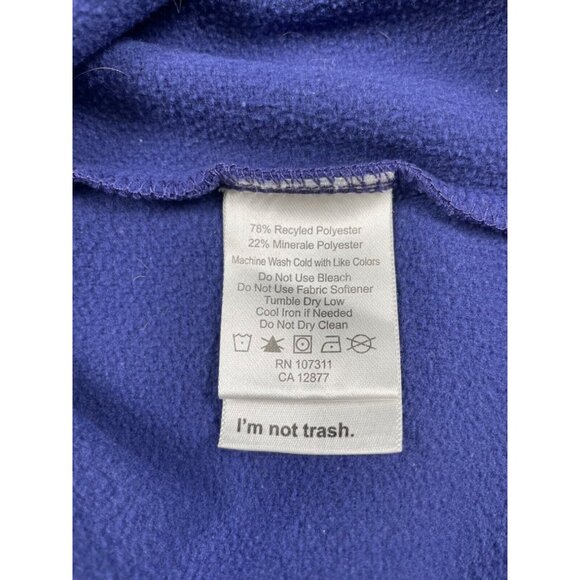 78% Recyled Polyester
22% Minerale Polyester
Machine Wash Cold with Like Colors
Do Not Use Bleach
Do Not Use Fabric Softener
Tumble Dry Low
Cool Iron if Needed
Do Not Dry Clean
RN 107311
CA 12877
I'm not trash.